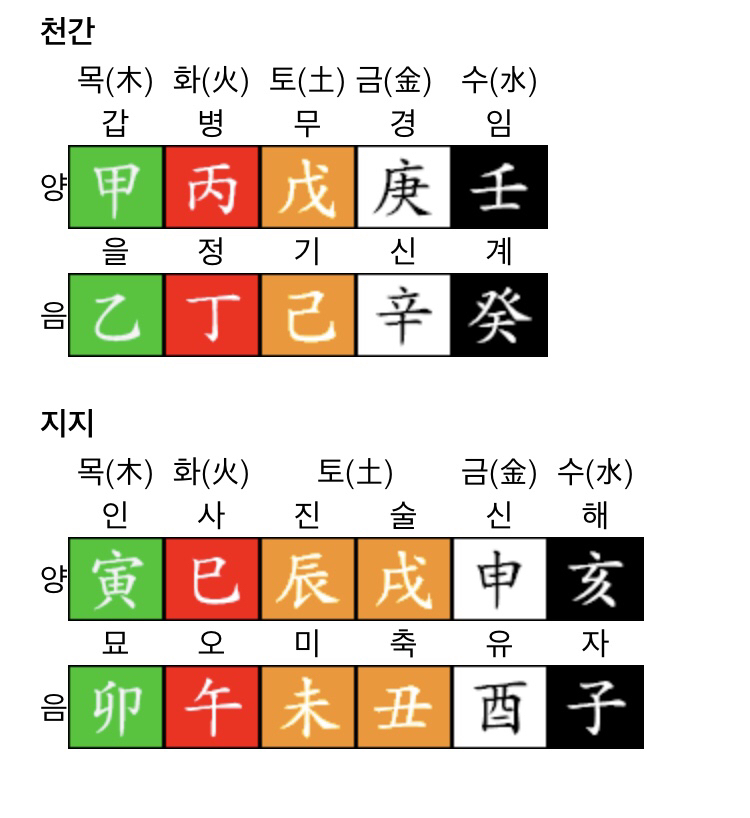 천간
목(木) 화(火) 토(土) 금(金) 수(水)
갑 병 무 경 임
양 甲 丙 戊 庚 壬
을 정 기 신 계
음 乙 丁 己 辛 癸
지지
목(木) 화(火) 토(土) 금(金) 수(水)
인 사 진 술 신 해
양 寅 巳 辰 戌 申 亥
묘 오 미 축 유 자
음 卯 午 未 丑 酉 子